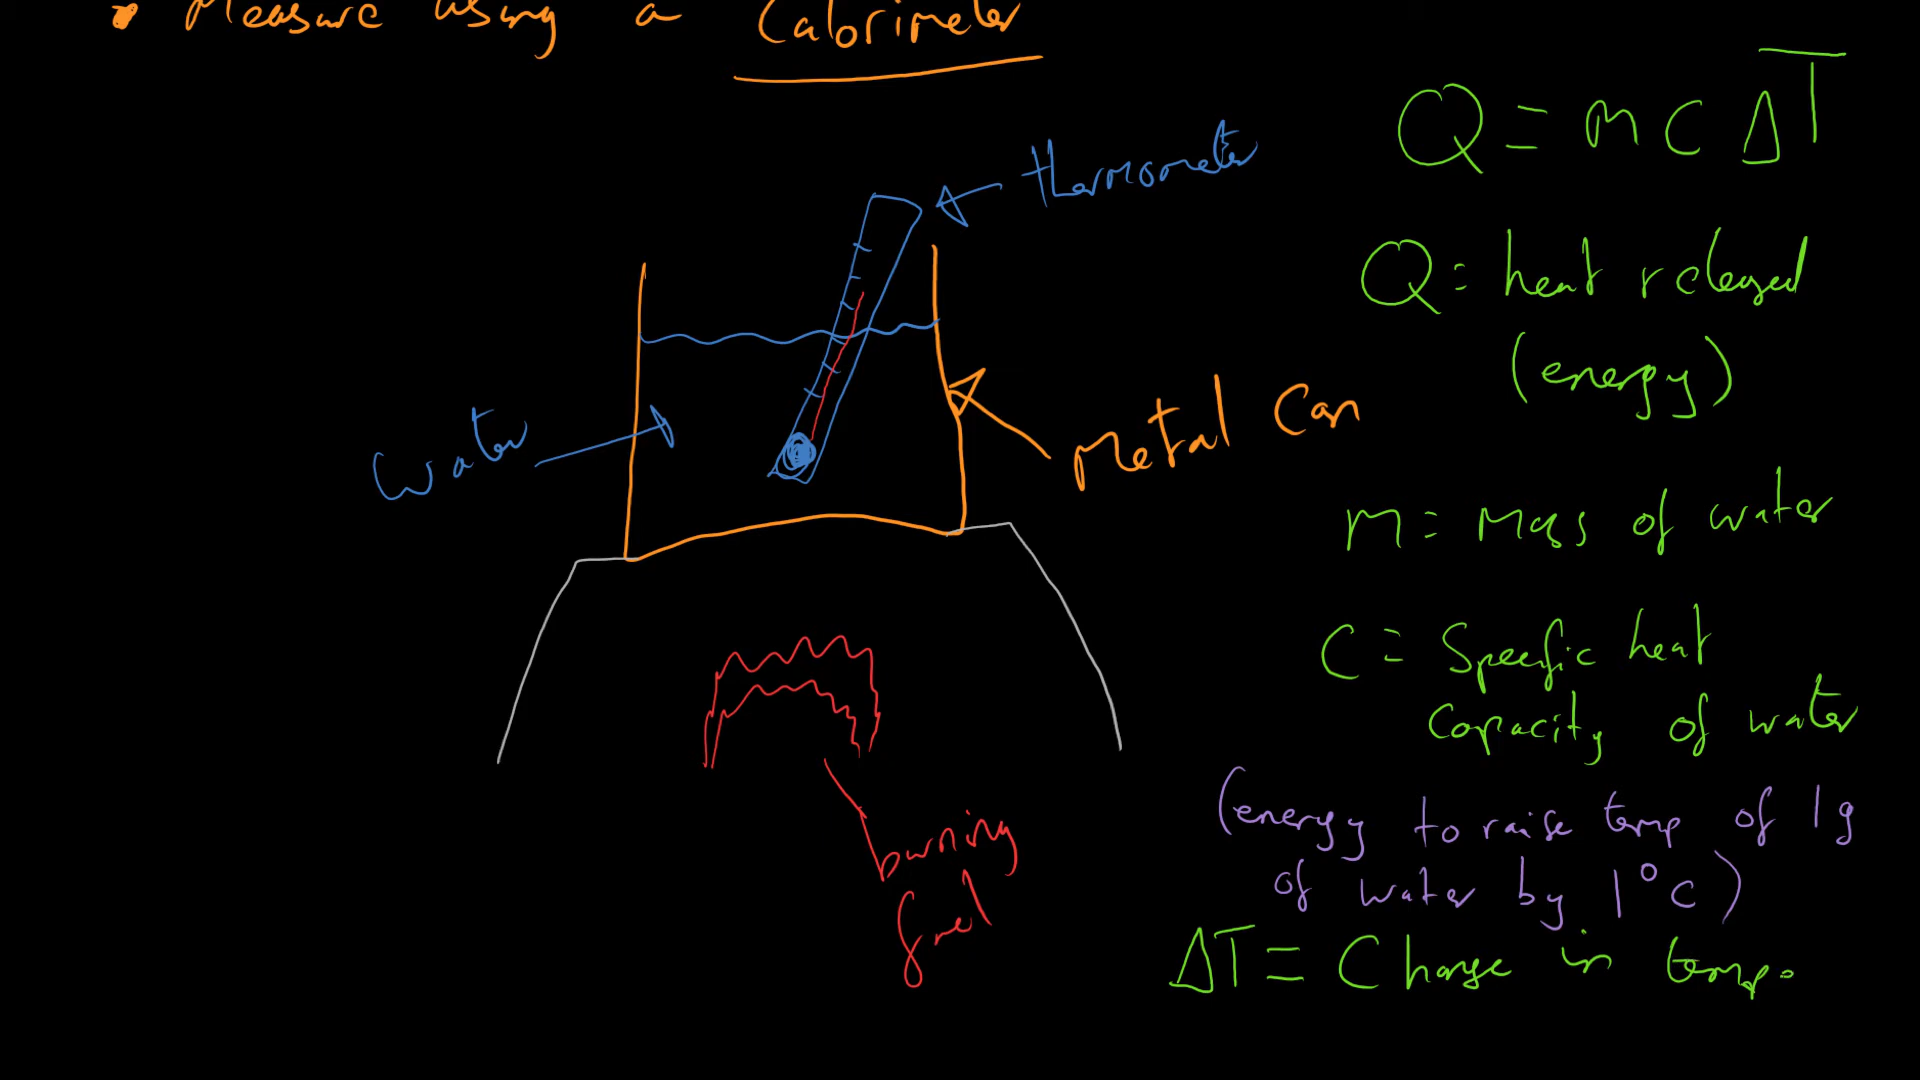 • Measure using a Calorimeter
thermometer
water
Metal Can
burning
fuel
Q = m c ΔT
Q = heat released
(energy)
m = Mass of water
C = Specific heat
capacity of water
(energy to raise temp of 1g
of water by 1°C)
ΔT = Change in temp.